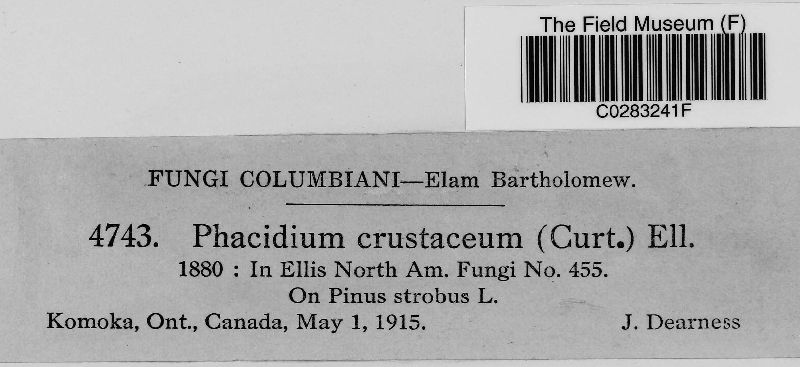 The Field Museum (F)
C0283241F
FUNGI COLUMBIANI—Elam Bartholomew.
4743. Phacidium crustaceum (Curt.) Ell.
1880 : In Ellis North Am. Fungi No. 455.
On Pinus strobus L.
Komoka, Ont., Canada, May 1, 1915. J. Dearness